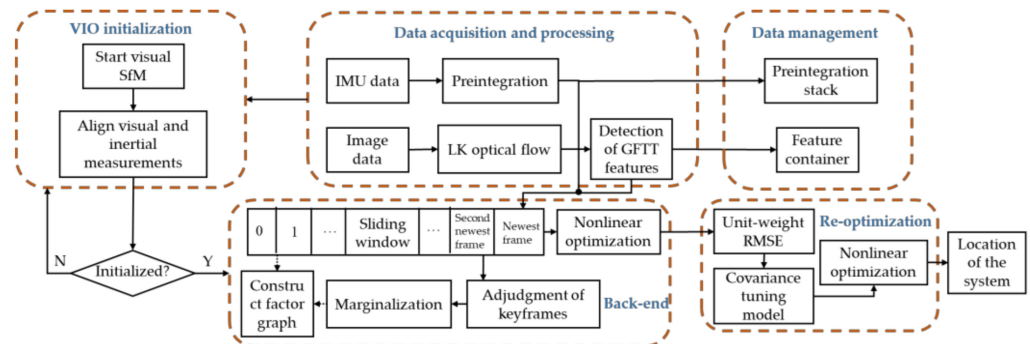 VIO initialization
Start visual
SfM
Align visual and
inertial
measurements
N
Initialized?
Y
Data acquisition and processing
IMU data
Preintegration
Image
data
LK optical flow
Detection
of GFTT
features
Data management
Preintegration
stack
Feature
container
0
1
...
Sliding
window
...
Second
newest
frame
Newest
frame
Nonlinear
optimization
Constru
ct factor
graph
Marginalization
Adjudgment of
keyframes
Back-end
Unit-weight
RMSE
Re-optimization
Covariance
tuning
model
Nonlinear
optimization
Location
of the
system